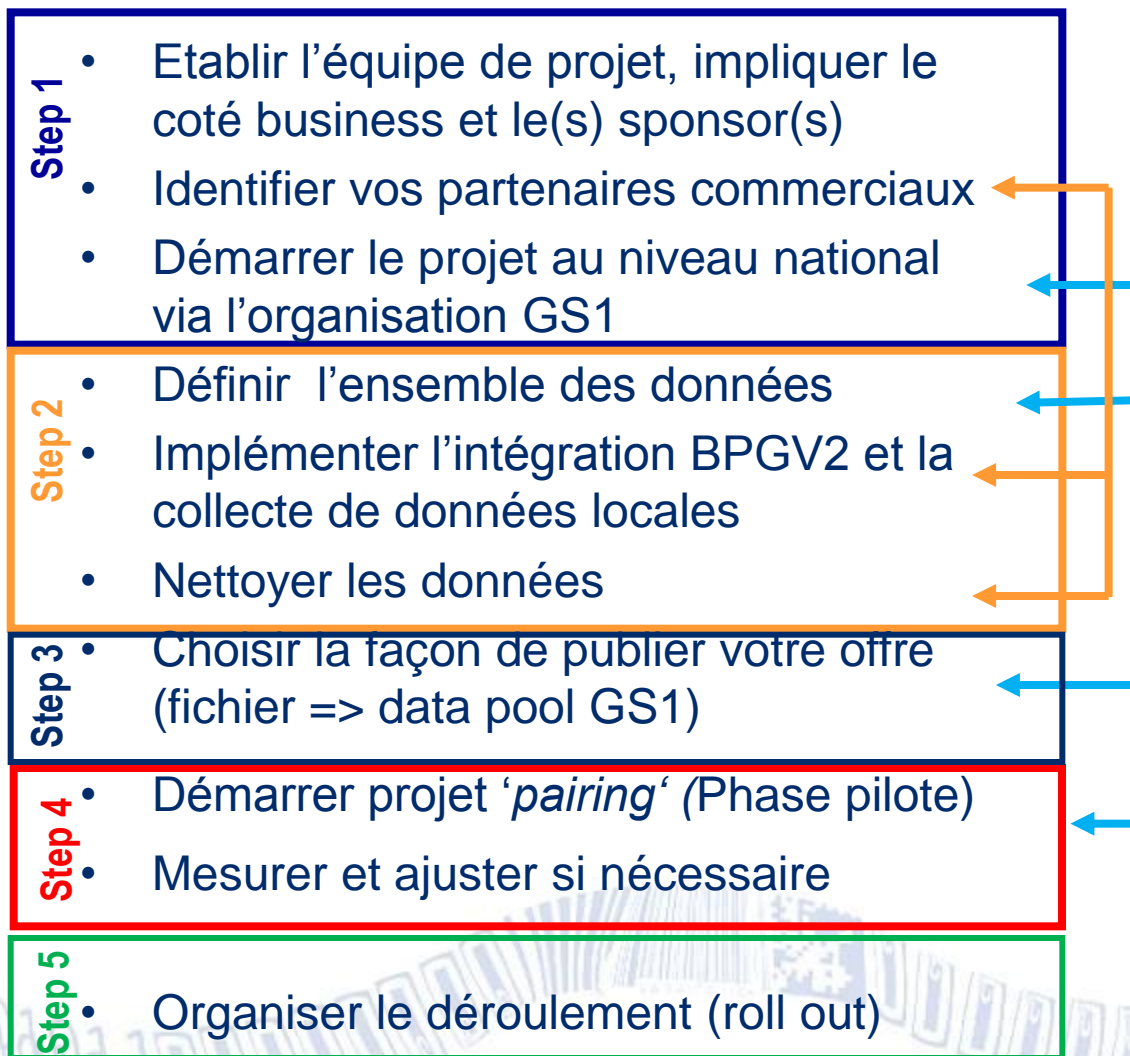 Step 1
• Etablir l’équipe de projet, impliquer le
coté business et le(s) sponsor(s)
• Identifier vos partenaires commerciaux
• Démarrer le projet au niveau national
via l’organisation GS1
Step 2
• Définir l’ensemble des données
• Implémenter l’intégration BPGV2 et la
collecte de données locales
• Nettoyer les données
Step 3
• Choisir la façon de publier votre offre
(fichier => data pool GS1)
Step 4
• Démarrer projet ‘pairing‘ (Phase pilote)
• Mesurer et ajuster si nécessaire
Step 5
• Organiser le déroulement (roll out)